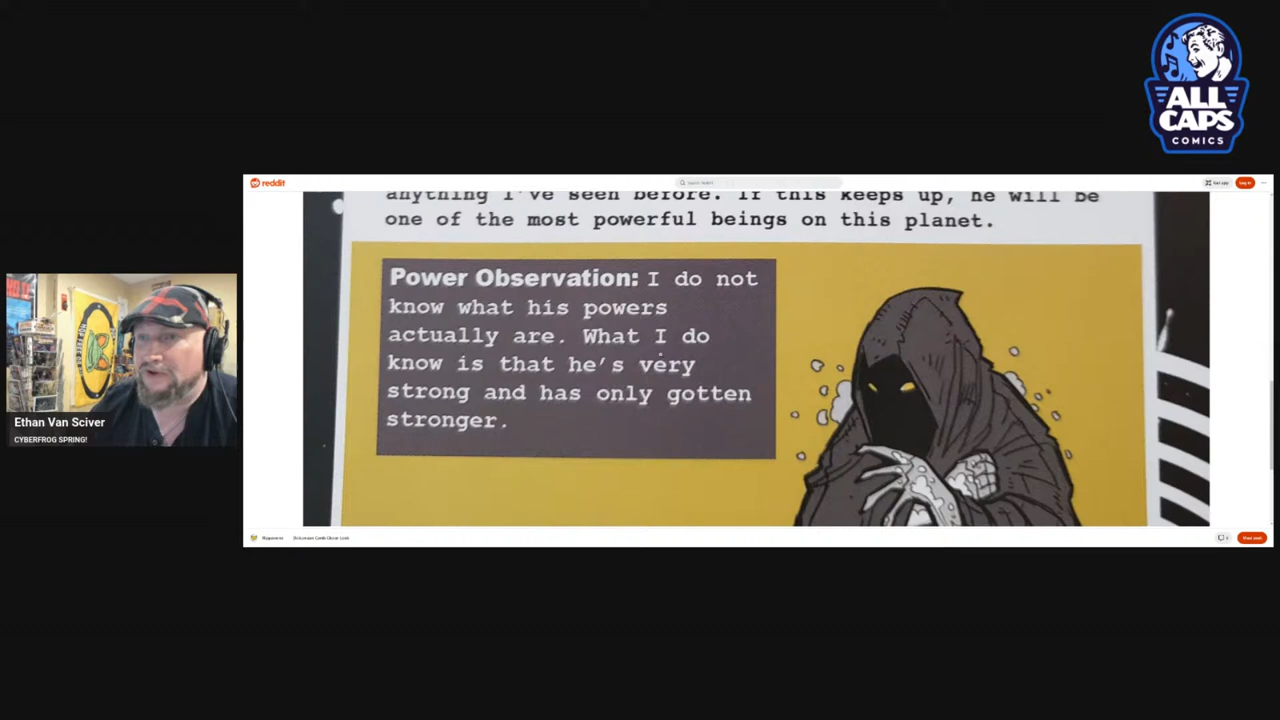 ALL
CAPS
COMICS
reddit
Log In
anything I've seen before. If this keeps up, he will be
one of the most powerful beings on this planet.
Power Observation: I do not
know what his powers
actually are. What I do
know is that he's very
strong and has only gotten
stronger.
Ethan Van Sciver
CYBERFROG SPRING!